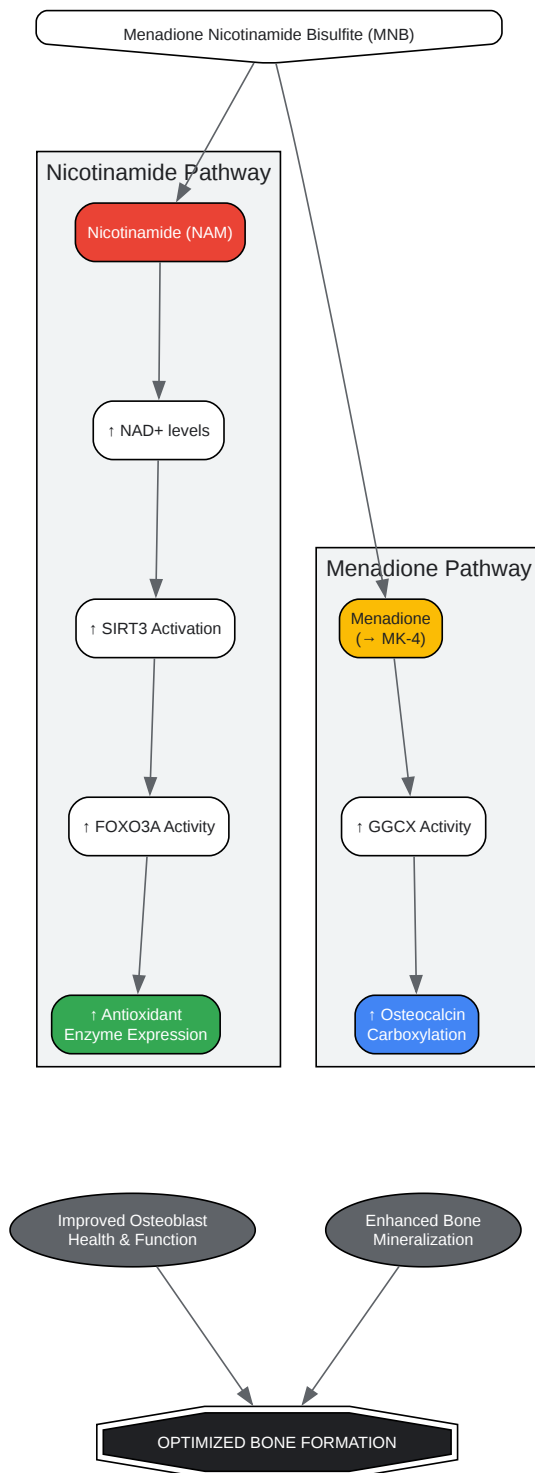 Menadione Nicotinamide Bisulfite (MNB)
Nicotinamide Pathway
Nicotinamide (NAM)
↑ NAD+ levels
↑ SIRT3 Activation
↑ FOXO3A Activity
↑ Antioxidant
Enzyme Expression
Menadione Pathway
Menadione
(→ MK-4)
↑ GGCX Activity
↑ Osteocalcin
Carboxylation
Improved Osteoblast
Health & Function
Enhanced Bone
Mineralization
OPTIMIZED BONE FORMATION